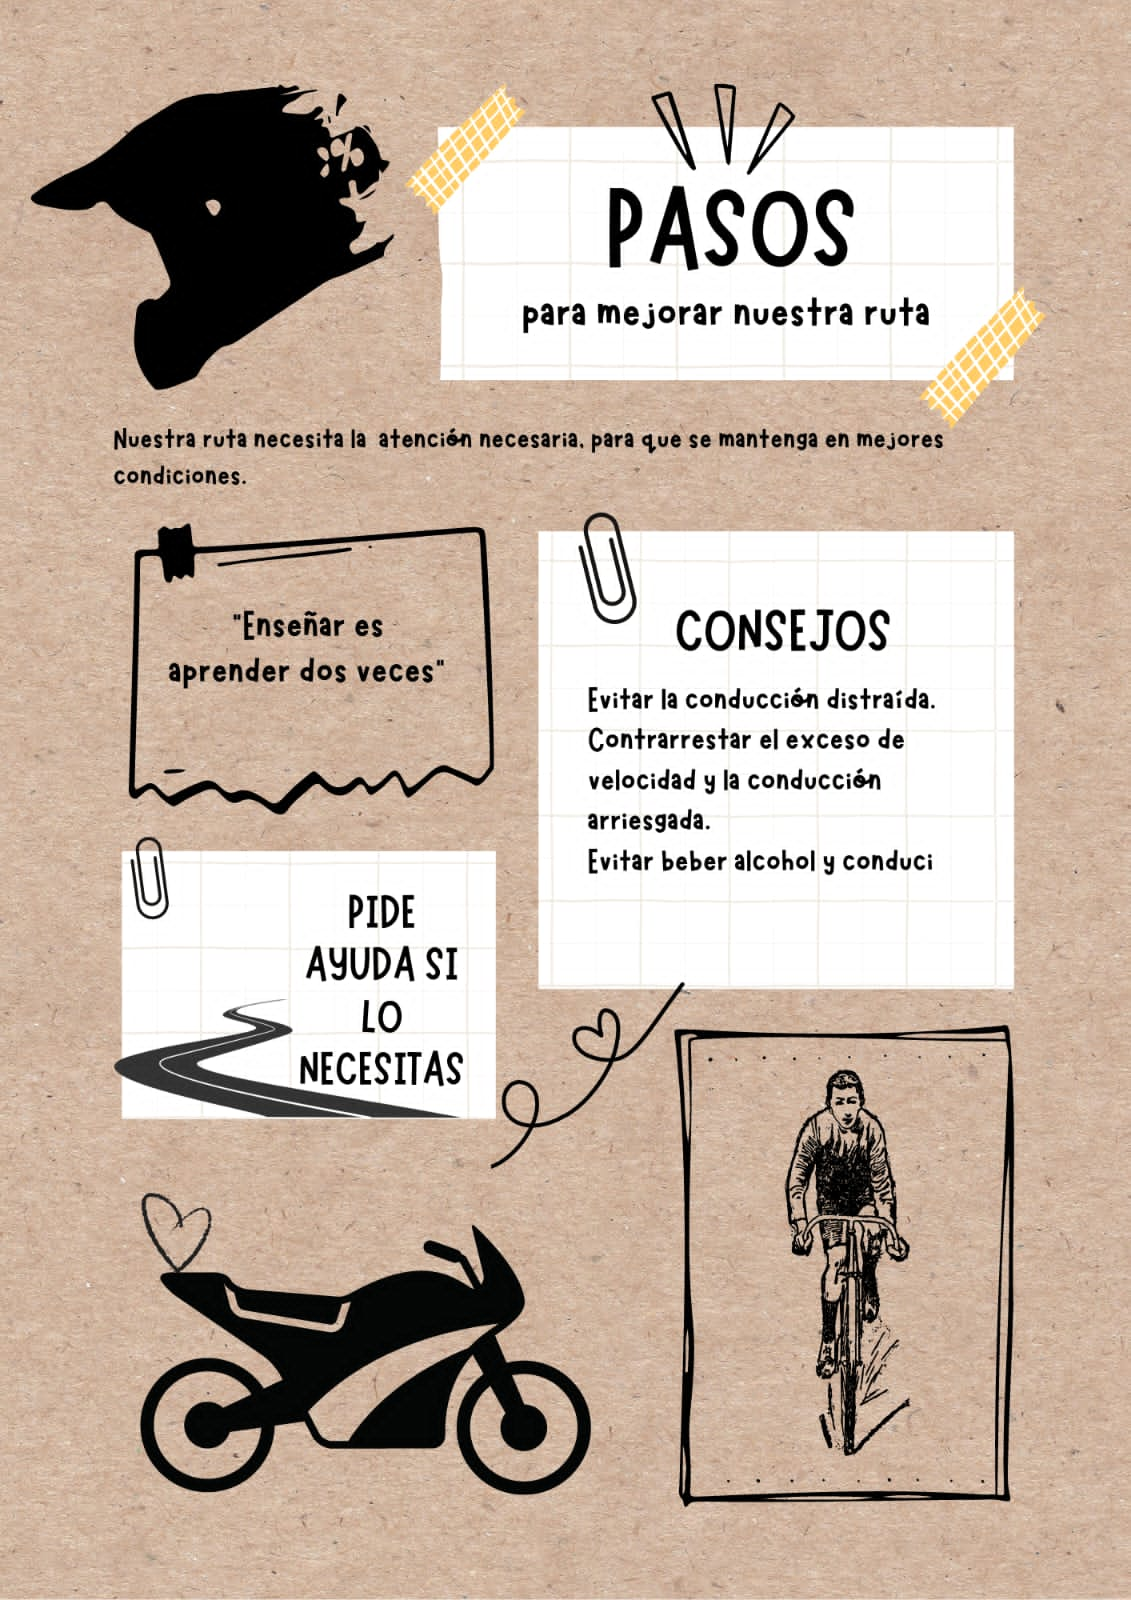 PASOS
para mejorar nuestra ruta
Nuestra ruta necesita la atención necesaria, para que se mantenga en mejores
condiciones.
"Enseñar es
aprender dos veces"
CONSEJOS
Evitar la conducción distraída.
Contrarrestar el exceso de
velocidad y la conducción
arriesgada.
Evitar beber alcohol y conduci
PIDE
AYUDA SI
LO
NECESITAS